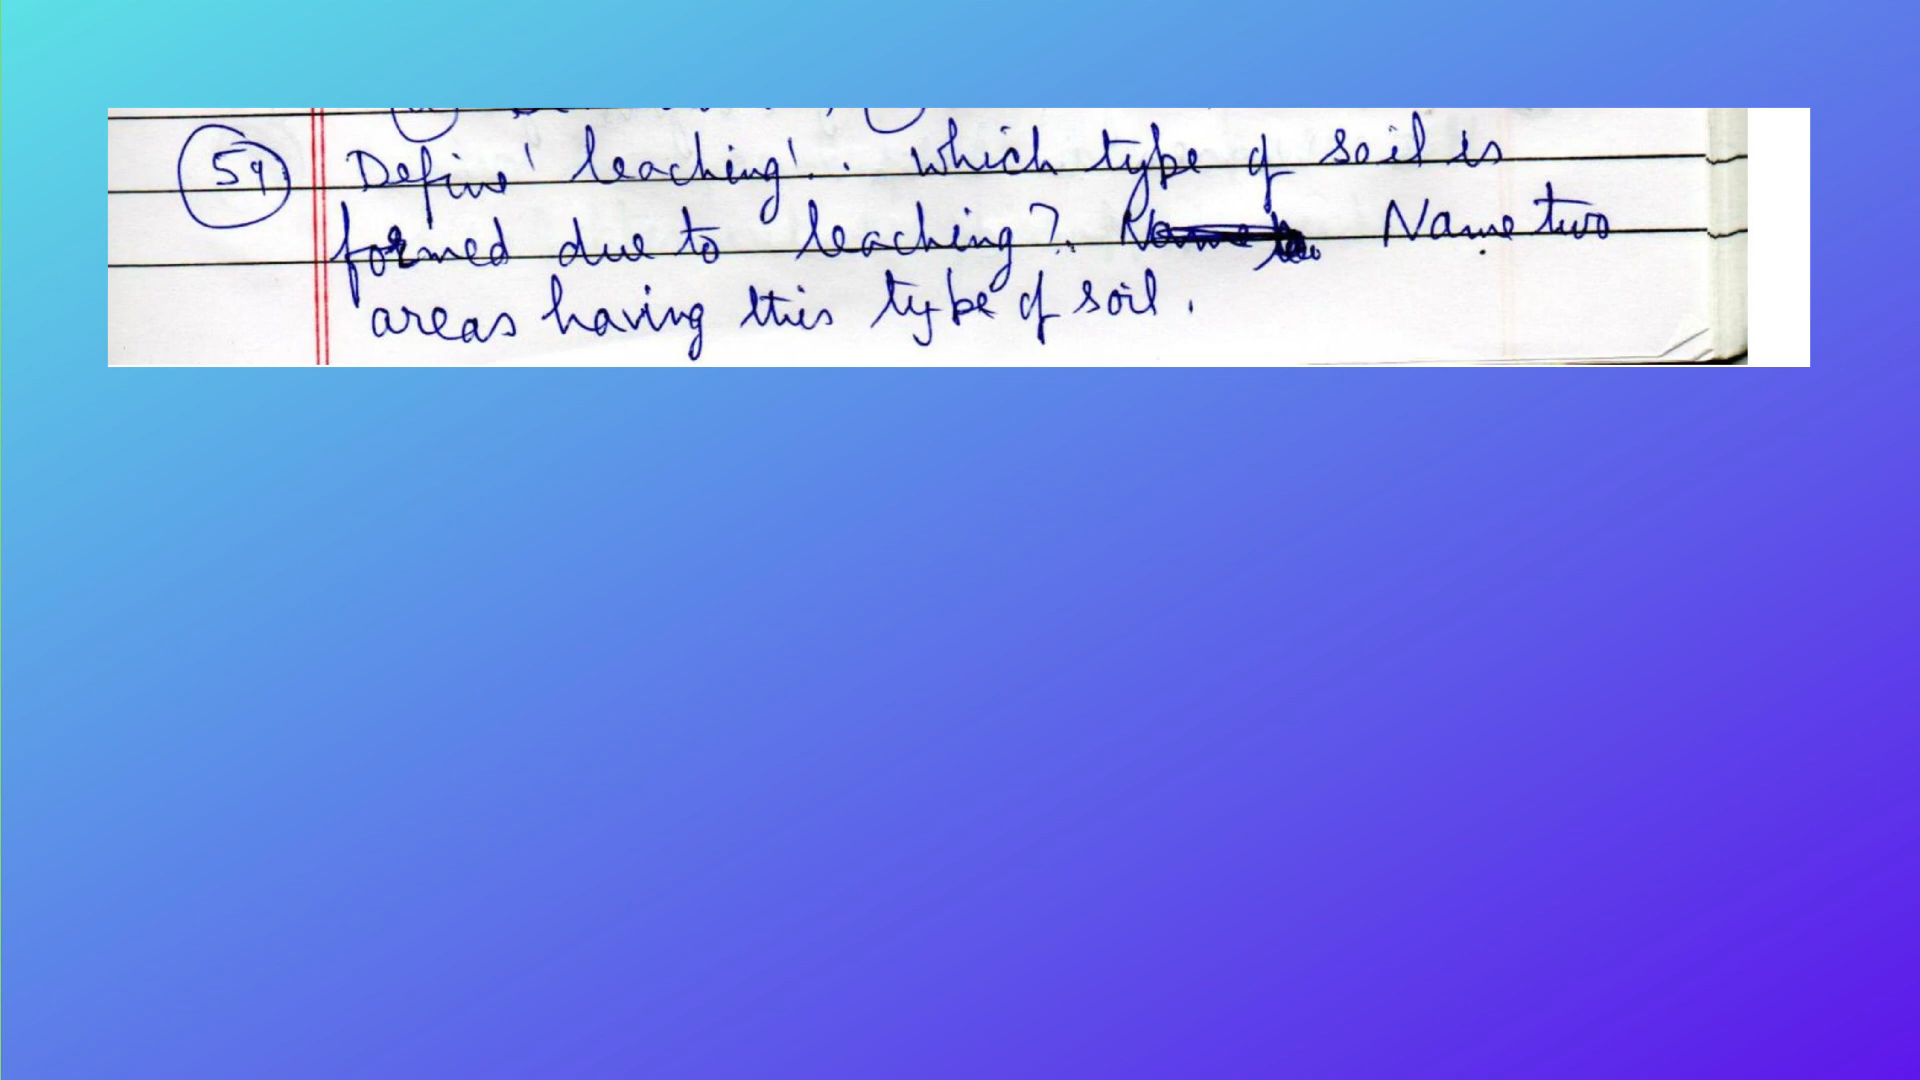 59 Define 'leaching'. Which type of soil is
formed due to leaching? Name two
areas having this type of soil.